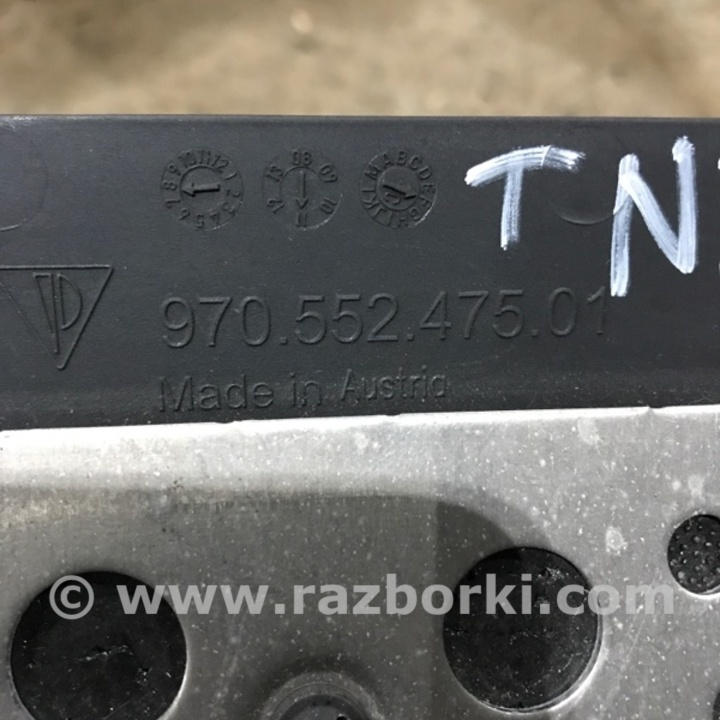 TN
970.552.475.01
Made in Austria
© www.razborki.com